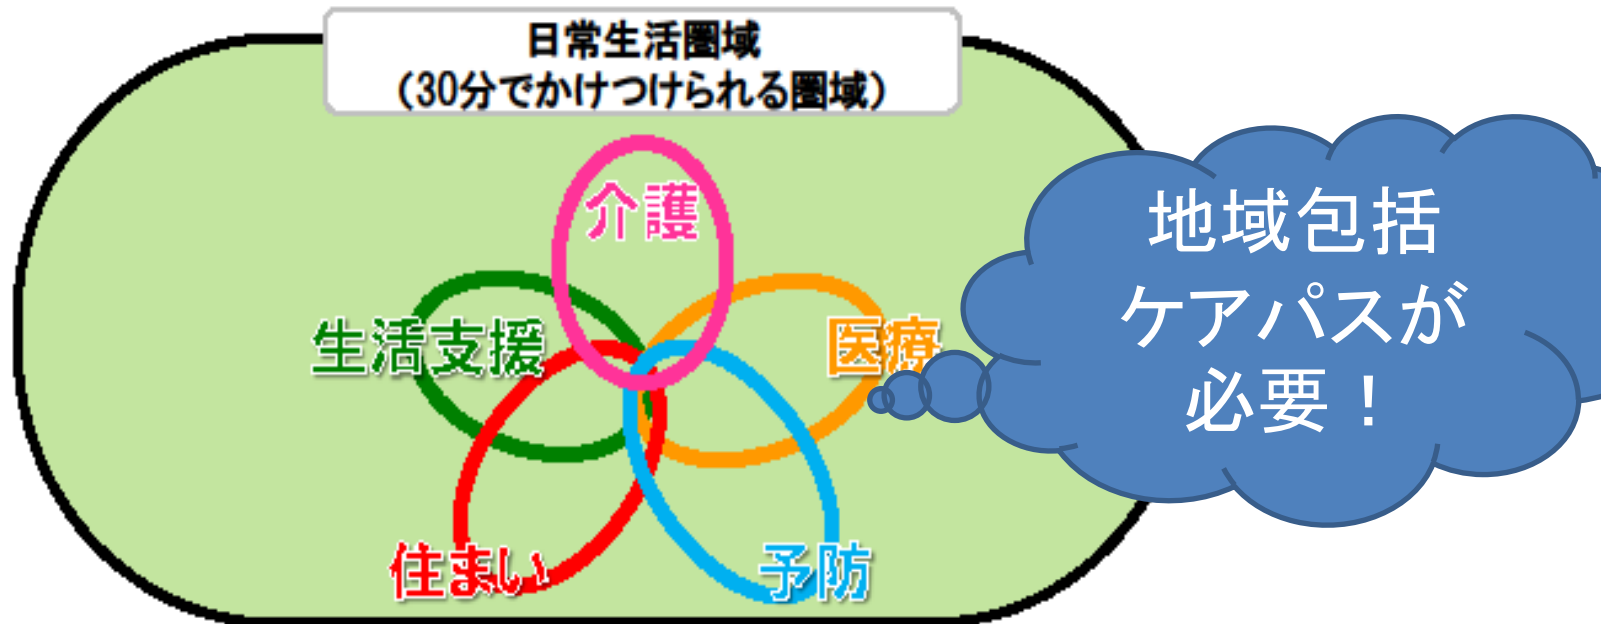 日常生活圏域
（30分でかけつけられる圏域）
介護
生活支援
医療
住まい
予防
地域包括
ケアパスが
必要！